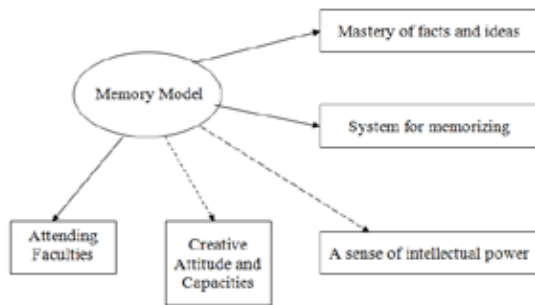 Mastery of facts and ideas
Memory Model
System for memorizing
Attending
Faculties
Creative
Attitude and
Capacities
A sense of intellectual power